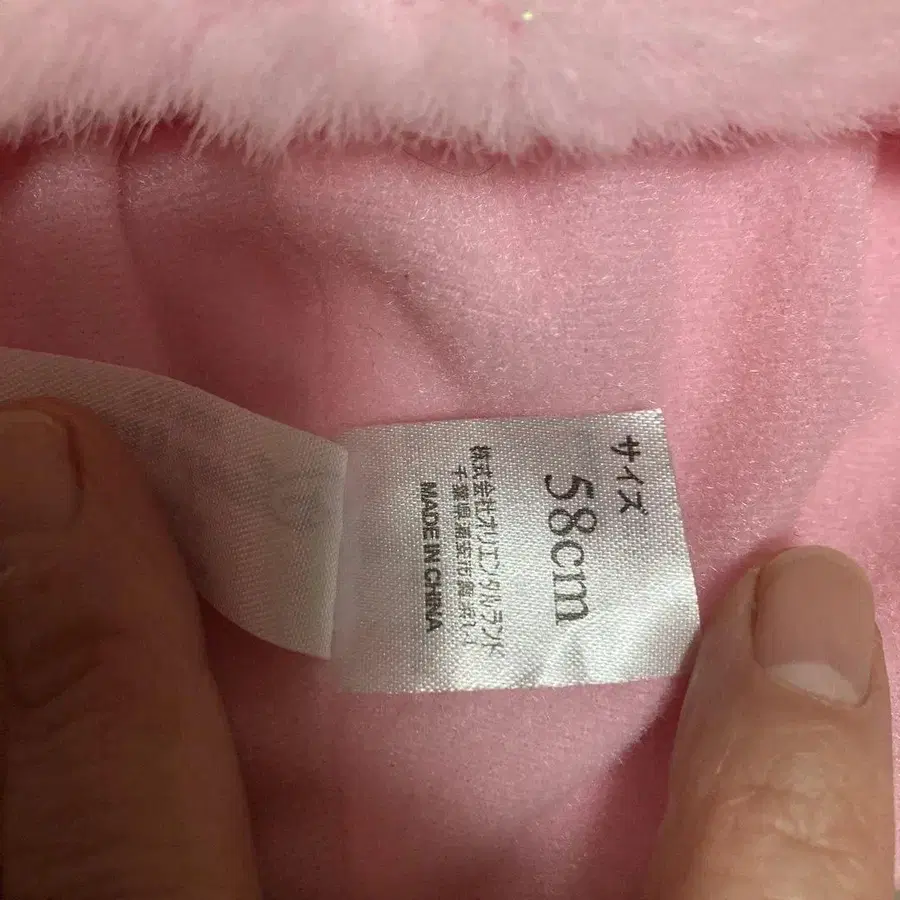 サイズ
58cm
株式会社オリエンタルランド
千葉県浦安市舞浜1-1
MADE IN CHINA